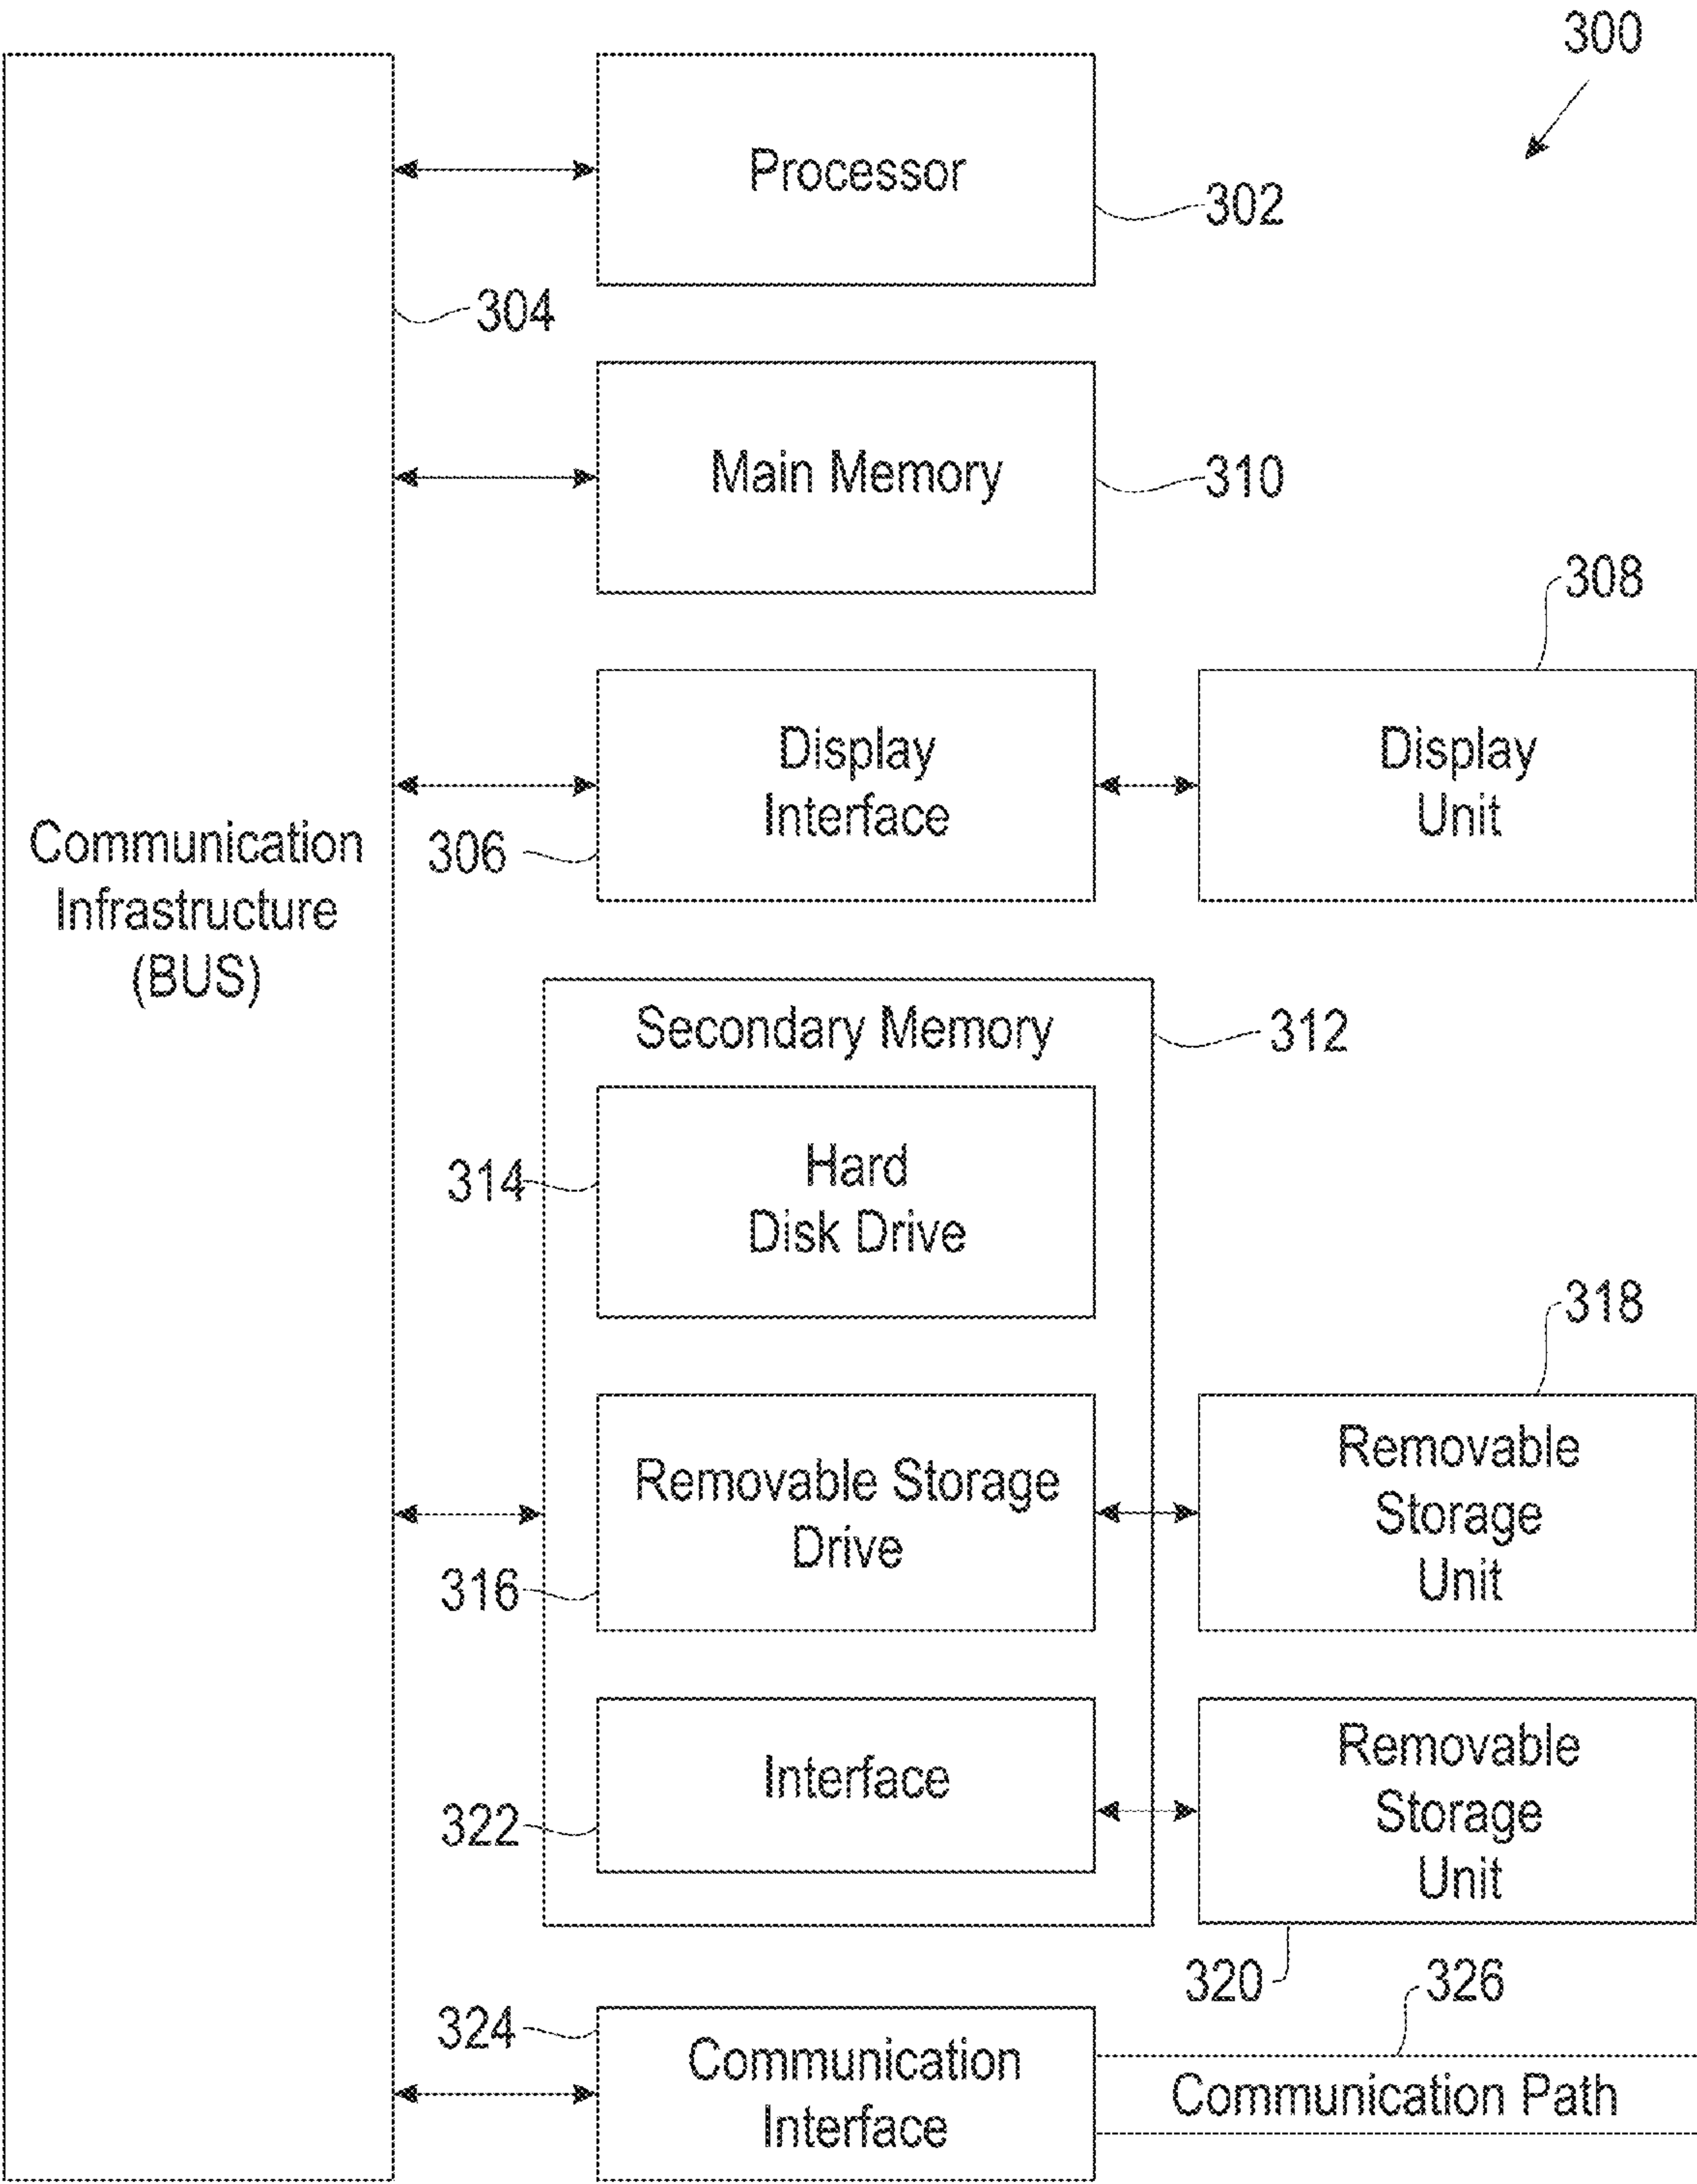 300
Processor
302
304
Main Memory
310
308
Display
Interface
Display
Unit
306
Communication
Infrastructure
(BUS)
Secondary Memory
312
Hard
Disk Drive
314
318
Removable Storage
Drive
Removable
Storage
Unit
316
Interface
322
Removable
Storage
Unit
320
326
324
Communication
Interface
Communication Path